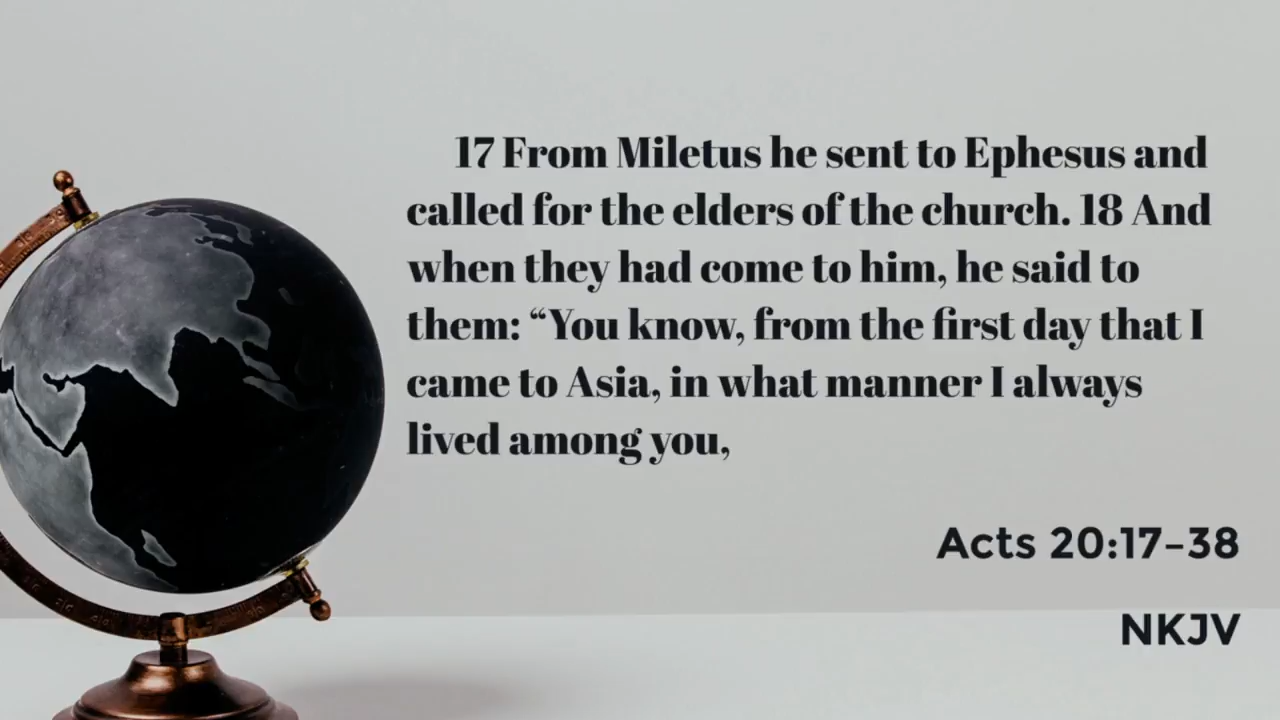 17 From Miletus he sent to Ephesus and
called for the elders of the church. 18 And
when they had come to him, he said to
them: “You know, from the first day that I
came to Asia, in what manner I always
lived among you,
Acts 20:17–38
NKJV